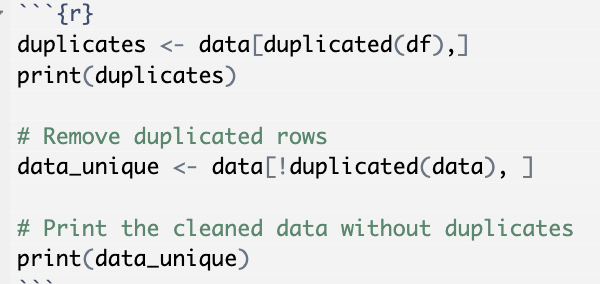 ```{r}
duplicates <- data[duplicated(df),]
print(duplicates)
# Remove duplicated rows
data_unique <- data[!duplicated(data), ]
# Print the cleaned data without duplicates
print(data_unique)
```